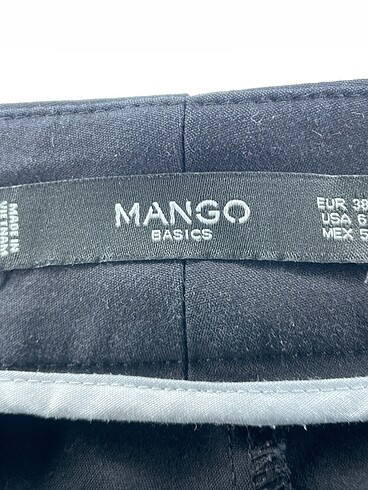 MADE IN
VIETNAM
MANGO
BASICS
EUR 38
USA 6
MEX